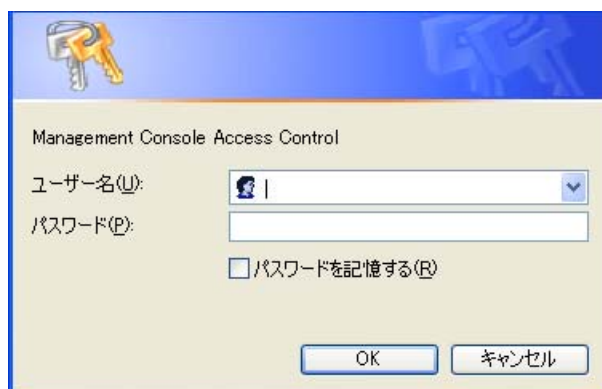 Management Console Access Control
ユーザー名(U):
パスワード(P):
パスワードを記憶する(R)
OK キャンセル